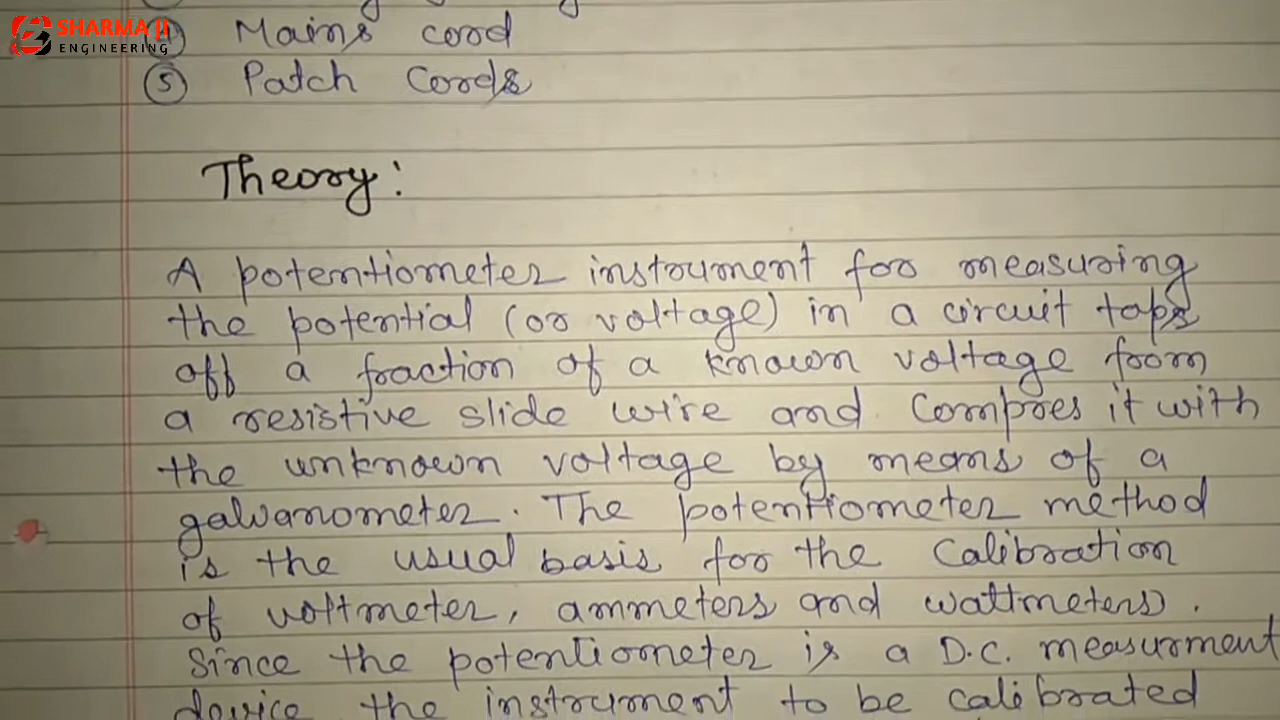 SHARMA JI
ENGINEERING
④ Mains cord
⑤ Patch Cords
Theory:
A potentiometer instrument for measuring
the potential (or voltage) in a circuit taps
off a fraction of a known voltage from
a resistive slide wire and Compres it with
the unknown voltage by means of a
galvanometer. The potentiometer method
is the usual basis for the Calibration
of voltmeter, ammeters and wattmeters).
Since the potentiometer is a D.C. measurment
device the instrument to be calibrated